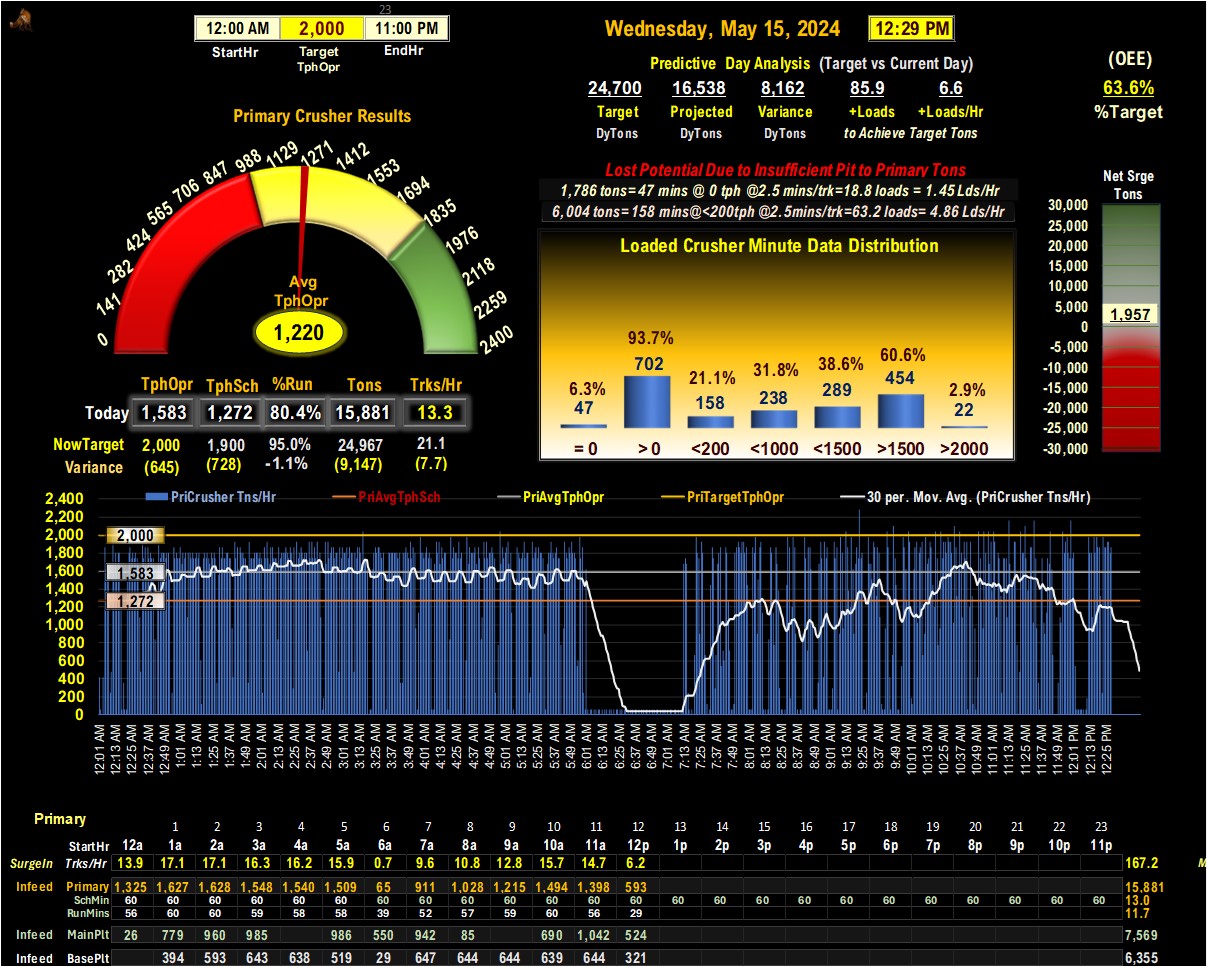 23
12:00 AM 2,000 11:00 PM
StartHr Target TphOpr EndHr
Wednesday, May 15, 2024 12:29 PM
Predictive Day Analysis (Target vs Current Day)
24,700 16,538 8,162 85.9 6.6
Target Projected Variance +Loads +Loads/Hr
DyTons DyTons DyTons to Achieve Target Tons
(OEE)
63.6%
%Target
Primary Crusher Results
0 141 282 424 565 706 847 988 1129 1271 1412 1553 1694 1835 1976 2118 2259 2400
Avg
TphOpr
1,220
Lost Potential Due to Insufficient Pit to Primary Tons
1,786 tons=47 mins @ 0 tph @2.5 mins/trk=18.8 loads = 1.45 Lds/Hr
6,004 tons= 158 mins@<200tph @2.5mins/trk=63.2 loads= 4.86 Lds/Hr
Loaded Crusher Minute Data Distribution
6.3% 93.7% 21.1% 31.8% 38.6% 60.6% 2.9%
47 702 158 238 289 454 22
= 0 > 0 <200 <1000 <1500 >1500 >2000
Net Srge
Tons
30,000
25,000
20,000
15,000
10,000
5,000
0
-5,000
-10,000
-15,000
-20,000
-25,000
-30,000
1,957
TphOpr TphSch %Run Tons Trks/Hr
Today 1,583 1,272 80.4% 15,881 13.3
NowTarget 2,000 1,900 95.0% 24,967 21.1
Variance (645) (728) -1.1% (9,147) (7.7)
PriCrusher Tns/Hr PriAvgTphSch PriAvgTphOpr PriTargetTphOpr 30 per. Mov. Avg. (PriCrusher Tns/Hr)
2,400
2,200
2,000
1,800
1,600
1,400
1,200
1,000
800
600
400
200
0
2,000
1,583
1,272
12:01 AM 12:13 AM 12:25 AM 12:37 AM 12:49 AM 1:01 AM 1:13 AM 1:25 AM 1:37 AM 1:49 AM 2:01 AM 2:13 AM 2:25 AM 2:37 AM 2:49 AM 3:01 AM 3:13 AM 3:25 AM 3:37 AM 3:49 AM 4:01 AM 4:13 AM 4:25 AM 4:37 AM 4:49 AM 5:01 AM 5:13 AM 5:25 AM 5:37 AM 5:49 AM 6:01 AM 6:13 AM 6:25 AM 6:37 AM 6:49 AM 7:01 AM 7:13 AM 7:25 AM 7:37 AM 7:49 AM 8:01 AM 8:13 AM 8:25 AM 8:37 AM 8:49 AM 9:01 AM 9:13 AM 9:25 AM 9:37 AM 9:49 AM 10:01 AM 10:13 AM 10:25 AM 10:37 AM 10:49 AM 11:01 AM 11:13 AM 11:25 AM 11:37 AM 11:49 AM 12:01 PM 12:13 PM 12:25 PM
Primary
1 2 3 4 5 6 7 8 9 10 11 12 13 14 15 16 17 18 19 20 21 22 23
StartHr 12a 1a 2a 3a 4a 5a 6a 7a 8a 9a 10a 11a 12p 1p 2p 3p 4p 5p 6p 7p 8p 9p 10p 11p
SurgeIn Trks/Hr 13.9 17.1 17.1 16.3 16.2 15.9 0.7 9.6 10.8 12.8 15.7 14.7 6.2 167.2 M
Infeed Primary 1,325 1,627 1,628 1,548 1,540 1,509 65 911 1,028 1,215 1,494 1,398 593 15,881
SchMin 60 60 60 60 60 60 60 60 60 60 60 60 60 60 60 60 60 60 60 60 60 60 60 60 13.0
RunMins 56 60 60 59 58 58 39 52 57 59 60 56 29 11.7
Infeed MainPlt 26 779 960 985 986 550 942 85 690 1,042 524 7,569
Infeed BasePlt 394 593 643 638 519 29 647 644 644 639 644 321 6,355